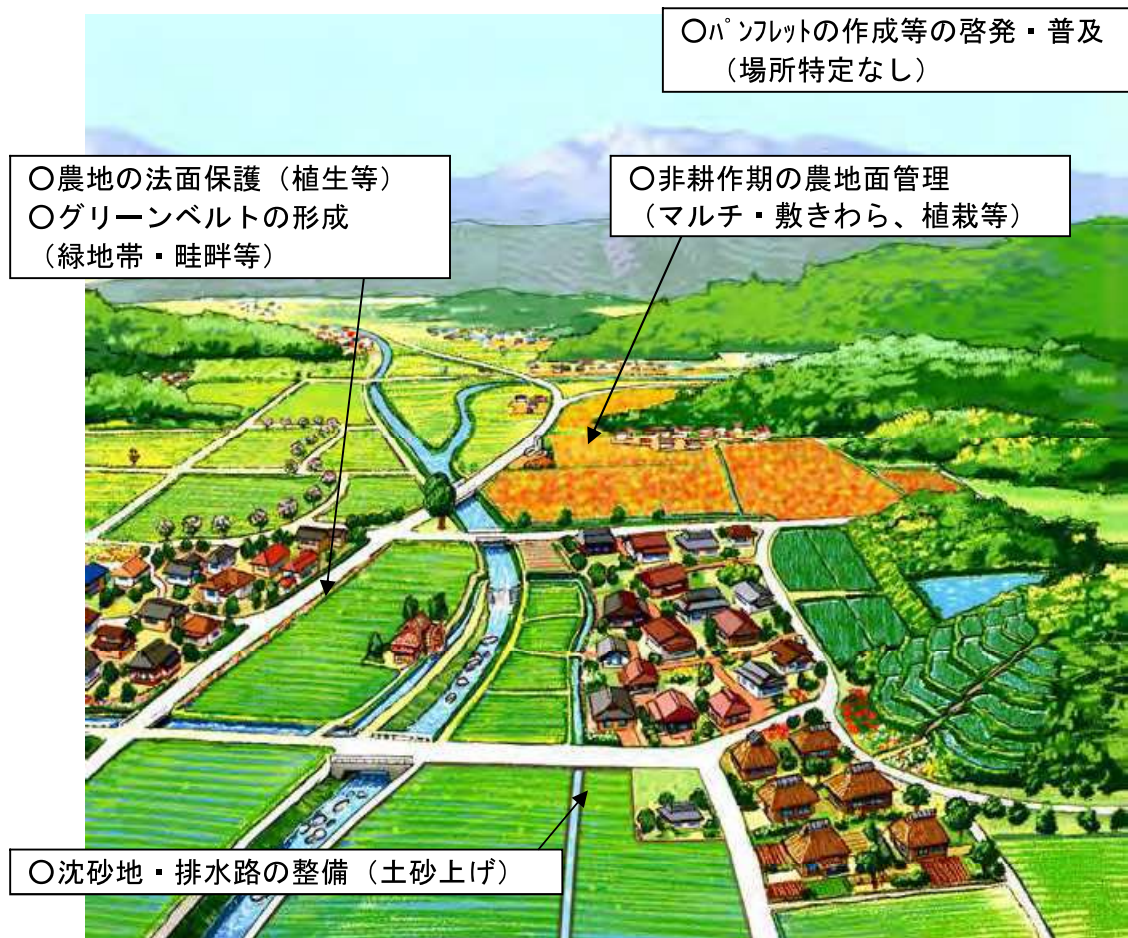 ○ﾊﾟﾝﾌﾚｯﾄの作成等の啓発・普及
（場所特定なし）
○農地の法面保護（植生等）
○グリーンベルトの形成
（緑地帯・畦畔等）
○非耕作期の農地面管理
（マルチ・敷きわら、植栽等）
○沈砂地・排水路の整備（土砂上げ）